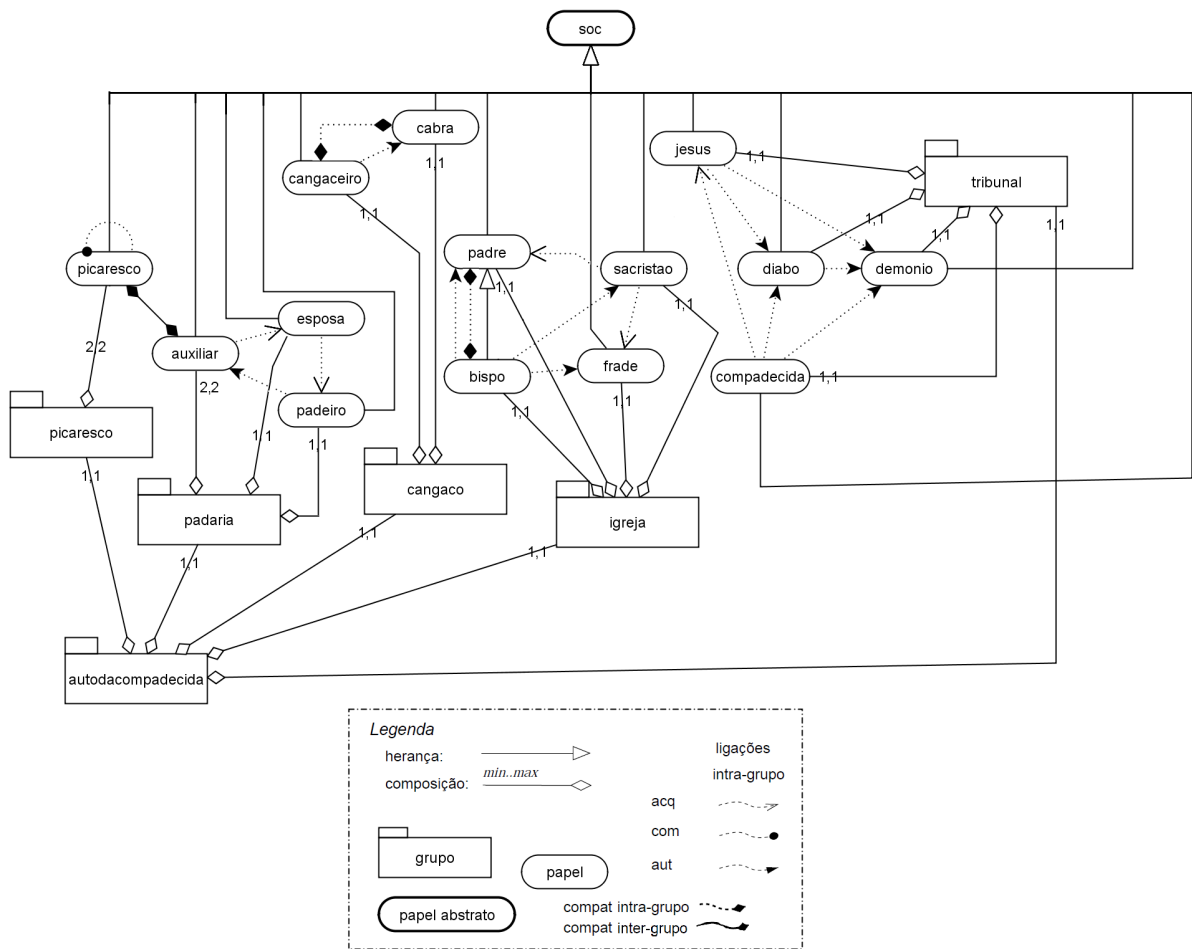 soc
cabra
1,1
cangaceiro
1,1
jesus
1,1
tribunal
1,1
1,1
1,1
picaresco
padre
1,1
sacristao
1,1
diabo
demonio
esposa
2,2
auxiliar
2,2
bispo
1,1
frade
1,1
compadecida
1,1
padeiro
1,1
1,1
picaresco
1,1
cangaco
1,1
padaria
1,1
igreja
1,1
autodacompadecida
Legenda
herança:
composição:
min..max
ligações
intra-grupo
acq
com
aut
grupo
papel
papel abstrato
compat intra-grupo
compat inter-grupo